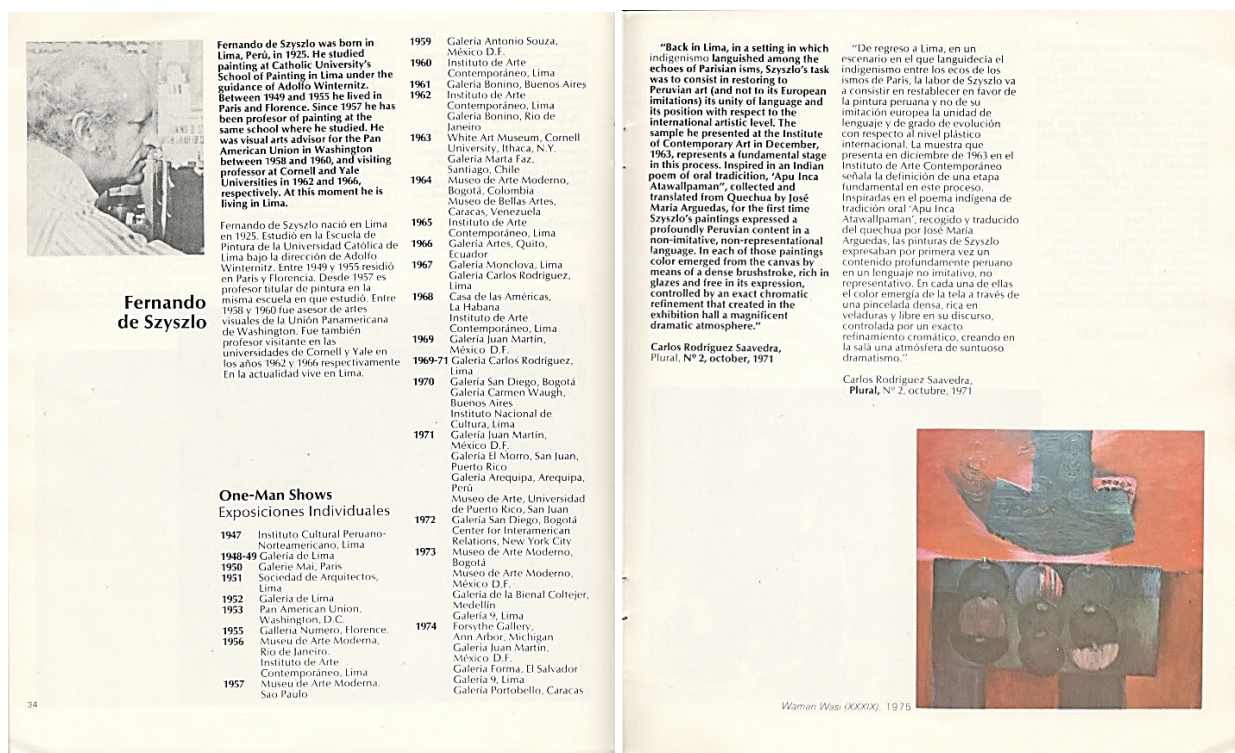 Fernando
de Szyszlo
Fernando de Szyszlo was born in
Lima, Perú, in 1925. He studied
painting at Catholic University's
School of Painting in Lima under the
guidance of Adolfo Winternitz.
Between 1949 and 1955 he lived in
Paris and Florence. Since 1957 he has
been profesor of painting at the
same school where he studied. He
was visual arts advisor for the Pan
American Union in Washington
between 1958 and 1960, and visiting
professor at Cornell and Yale
Universities in 1962 and 1966,
respectively. At this moment he is
living in Lima.
Fernando de Szyszlo nació en Lima
en 1925. Estudió en la Escuela de
Pintura de la Universidad Católica de
Lima bajo la dirección de Adolfo
Winternitz. Entre 1949 y 1955 residió
en París y Florencia. Desde 1957 es
profesor titular de pintura en la
misma escuela en que estudió. Entre
1958 y 1960 fue asesor de artes
visuales de la Unión Panamericana
de Washington. Fue también
profesor visitante en las
universidades de Cornell y Yale en
los años 1962 y 1966 respectivamente
En la actualidad vive en Lima.
One-Man Shows
Exposiciones Individuales
1947 Instituto Cultural Peruano-
Norteamericano, Lima
1948-49 Galería de Lima
1950 Galerie Mai, Paris
1951 Sociedad de Arquitectos,
Lima
1952 Galería de Lima
1953 Pan American Union,
Washington, D.C.
1955 Galleria Numero, Florence.
1956 Museu de Arte Moderna,
Rio de Janeiro.
Instituto de Arte
Contemporáneo, Lima
1957 Museu de Arte Moderna.
Sao Paulo
1959 Galería Antonio Souza,
México D.F.
1960 Instituto de Arte
Contemporáneo, Lima
1961 Galería Bonino, Buenos Aires
1962 Instituto de Arte
Contemporáneo, Lima
Galería Bonino, Rio de
Janeiro
1963 White Art Museum, Cornell
University, Ithaca, N.Y.
Galería Marta Faz,
Santiago, Chile
1964 Museo de Arte Moderno,
Bogotá, Colombia
Museo de Bellas Artes,
Caracas, Venezuela
1965 Instituto de Arte
Contemporáneo, Lima
1966 Galería Artes, Quito,
Ecuador
1967 Galería Monclova, Lima
Galería Carlos Rodríguez,
Lima
1968 Casa de las Américas,
La Habana
Instituto de Arte
Contemporáneo, Lima
1969 Galería Juan Martín,
México D.F.
1969-71 Galería Carlos Rodríguez,
Lima
1970 Galería San Diego, Bogotá
Galería Carmen Waugh,
Buenos Aires
Instituto Nacional de
Cultura, Lima
1971 Galería Juan Martín,
México D.F.
Galería El Morro, San Juan,
Puerto Rico
Galería Arequipa, Arequipa,
Perú
Museo de Arte, Universidad
de Puerto Rico, San Juan
1972 Galería San Diego, Bogotá
Center for Interamerican
Relations, New York City
1973 Museo de Arte Moderno,
Bogotá
Museo de Arte Moderno,
México D.F.
Galería de la Bienal Coltejer,
Medellín
Galería 9, Lima
1974 Forsythe Gallery,
Ann Arbor, Michigan
Galería Juan Martín,
México D.F.
Galería Forma, El Salvador
Galería 9, Lima
Galería Portobello, Caracas
34
"Back in Lima, in a setting in which
indigenismo languished among the
echoes of Parisian isms, Szyszlo's task
was to consist in restoring to
Peruvian art (and not to its European
imitations) its unity of language and
its position with respect to the
international artistic level. The
sample he presented at the Institute
of Contemporary Art in December,
1963, represents a fundamental stage
in this process. Inspired in an Indian
poem of oral tradicition, 'Apu Inca
Atawallpaman", collected and
translated from Quechua by José
María Arguedas, for the first time
Szyszlo's paintings expressed a
profoundly Peruvian content in a
non-imitative, non-representational
language. In each of those paintings
color emerged from the canvas by
means of a dense brushstroke, rich in
glazes and free in its expression,
controlled by an exact chromatic
refinement that created in the
exhibition hall a magnificent
dramatic atmosphere."
Carlos Rodríguez Saavedra,
Plural, Nº 2, october, 1971
"De regreso a Lima, en un
escenario en el que languidecía el
indigenismo entre los ecos de los
ismos de París, la labor de Szyszlo va
a consistir en restablecer en favor de
la pintura peruana y no de su
imitación europea la unidad de
lenguaje y de grado de evolución
con respecto al nivel plástico
internacional. La muestra que
presenta en diciembre de 1963 en el
Instituto de Arte Contemporáneo
señala la definición de una etapa
fundamental en este proceso.
Inspiradas en el poema indígena de
tradición oral 'Apu Inca
Atawallpaman', recogido y traducido
del quechua por José María
Arguedas, las pinturas de Szyszlo
expresaban por primera vez un
contenido profundamente peruano
en un lenguaje no imitativo, no
representativo. En cada una de ellas
el color emergía de la tela a través de
una pincelada densa, rica en
veladuras y libre en su discurso,
controlada por un exacto
refinamiento cromático, creando en
la sala una atmósfera de suntuoso
dramatismo."
Carlos Rodríguez Saavedra,
Plural, Nº 2, octubre, 1971
Waman Wasi (XXXIX). 1975